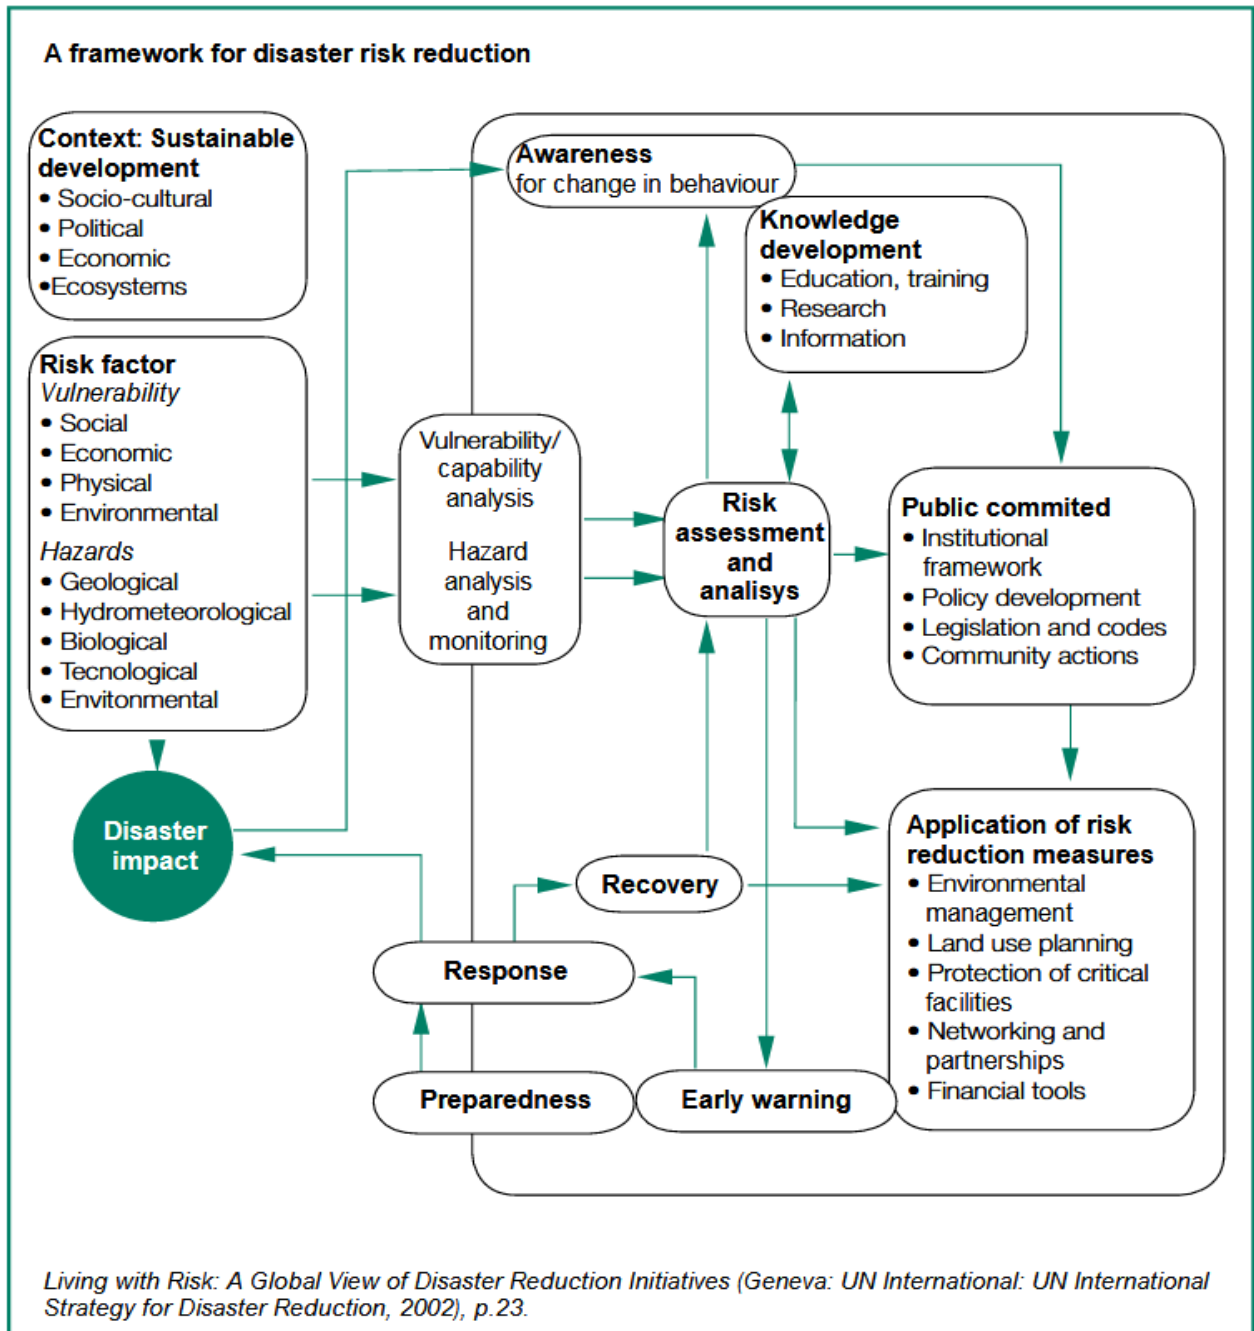 A framework for disaster risk reduction
Context: Sustainable
development
• Socio-cultural
• Political
• Economic
•Ecosystems
Risk factor
Vulnerability
• Social
• Economic
• Physical
• Environmental
Hazards
• Geological
• Hydrometeorological
• Biological
• Tecnological
• Envitonmental
Disaster
impact
Awareness
for change in behaviour
Knowledge
development
• Education, training
• Research
• Information
Vulnerability/
capability
analysis
Hazard
analysis
and
monitoring
Risk
assessment
and
analisys
Public commited
• Institutional
framework
• Policy development
• Legislation and codes
• Community actions
Application of risk
reduction measures
• Environmental
management
• Land use planning
• Protection of critical
facilities
• Networking and
partnerships
• Financial tools
Recovery
Response
Preparedness
Early warning
Living with Risk: A Global View of Disaster Reduction Initiatives (Geneva: UN International: UN International
Strategy for Disaster Reduction, 2002), p.23.